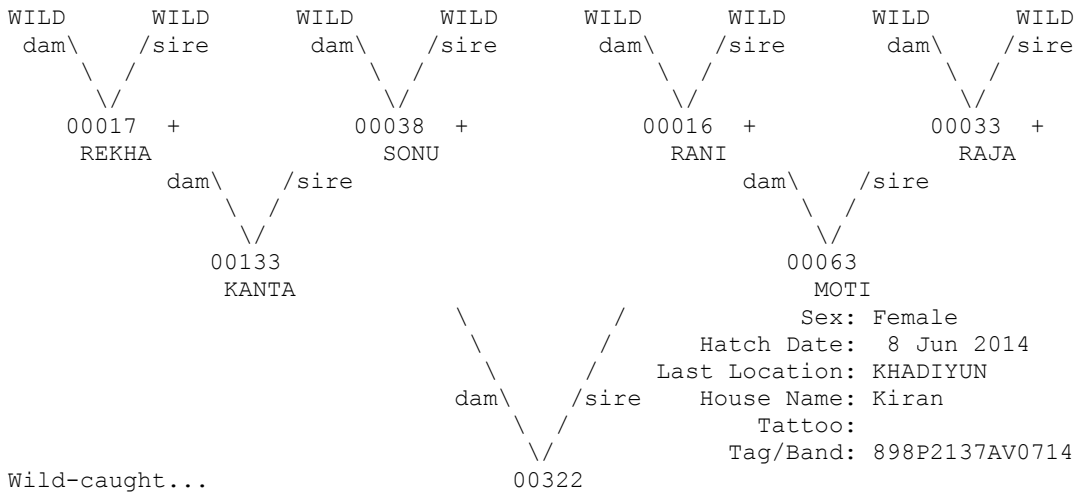 WILD WILD WILD WILD WILD WILD WILD WILD
dam\ /sire dam\ /sire dam\ /sire dam\ /sire
\ / \ / \ / \ /
\/ \/ \/ \/
00017 + 00038 + 00016 + 00033 +
REKHA SONU RANI RAJA
dam\ /sire dam\ /sire
\ / \ /
\/ \/
00133 00063
KANTA MOTI
\ / Sex: Female
\ / Hatch Date: 8 Jun 2014
\ / Last Location: KHADIYUN
dam\ /sire House Name: Kiran
\ / Tattoo:
\/ Tag/Band: 898P2137AV0714
Wild-caught... 00322